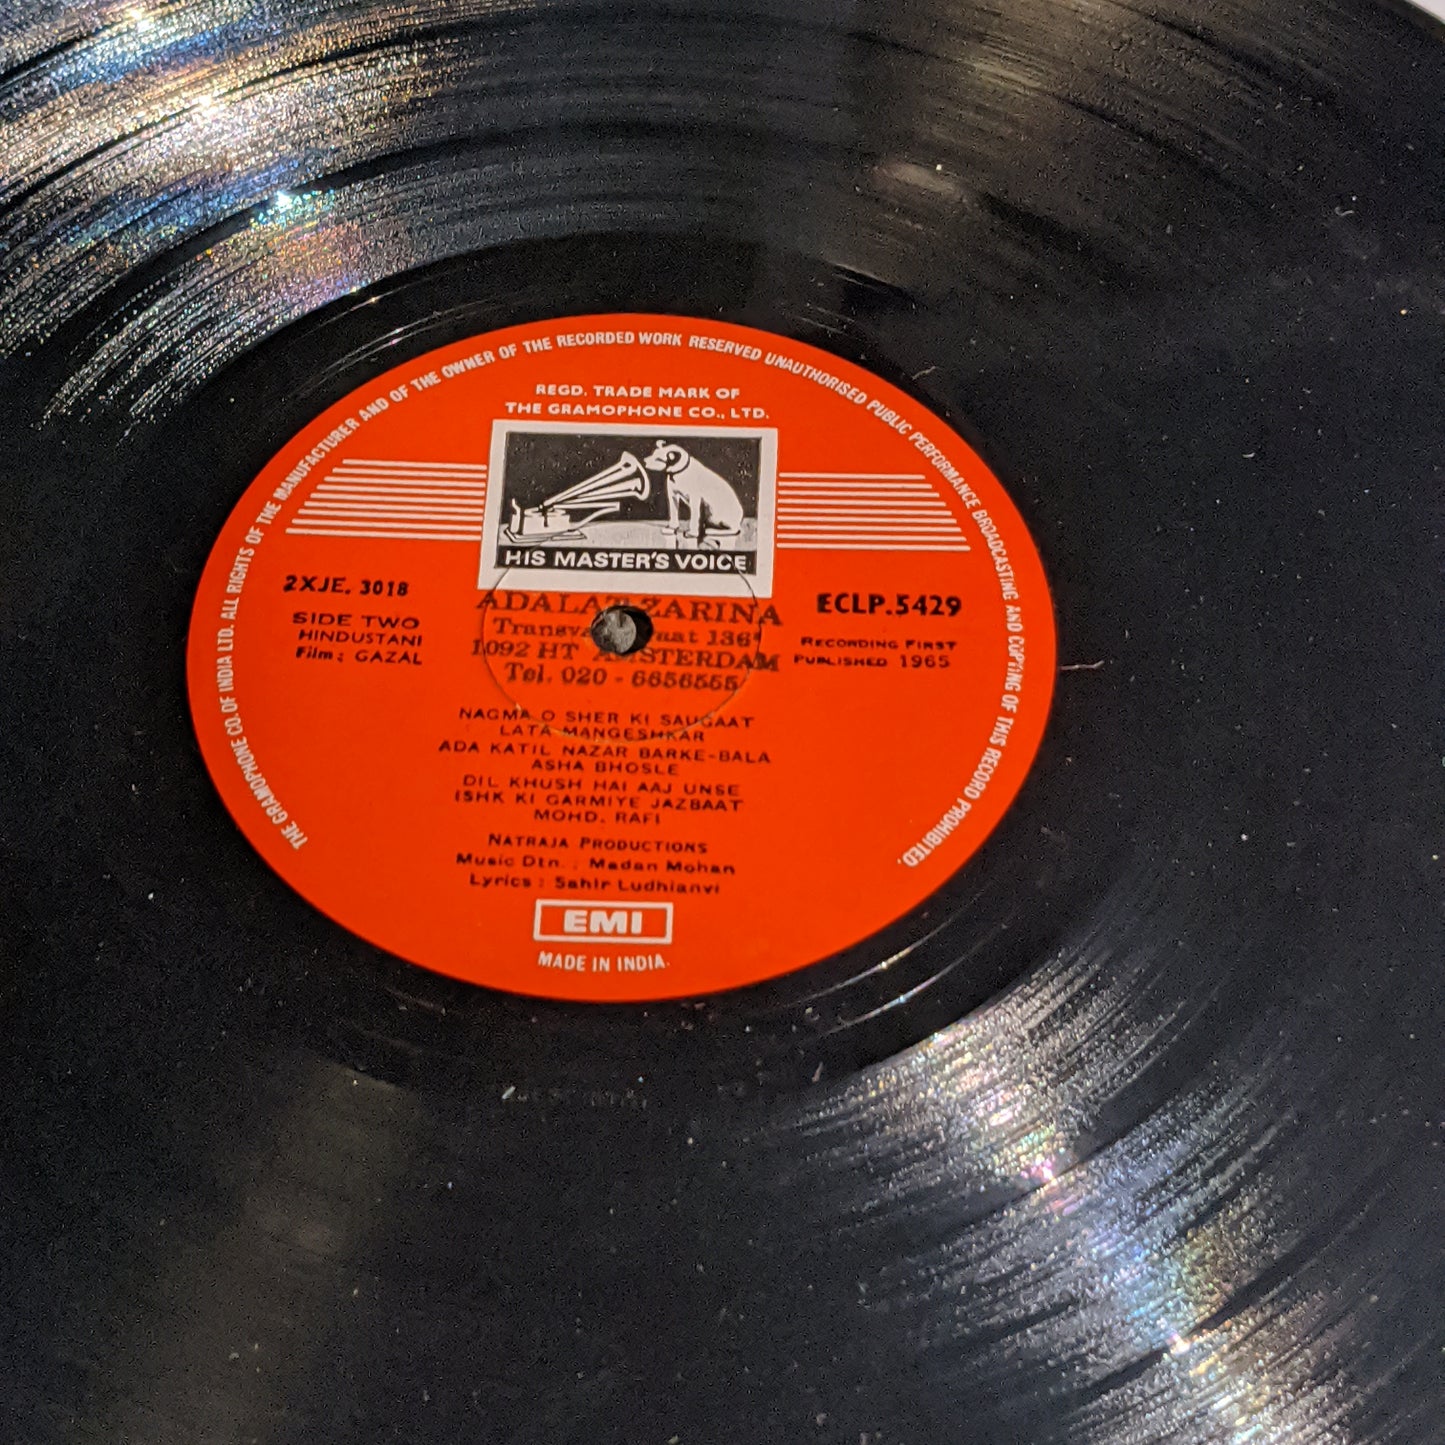 THE GRAMOPHONE CO. OF INDIA LTD. ALL RIGHTS OF THE MANUFACTURER AND OF THE OWNER OF THE RECORDED WORK RESERVED UNAUTHORISED PUBLIC PERFORMANCE BROADCASTING AND COPYING OF THIS RECORD PROHIBITED.
REGD. TRADE MARK OF
THE GRAMOPHONE CO., LTD.
HIS MASTER'S VOICE
2XJE. 3018
SIDE TWO
HINDUSTANI
Film: GAZAL
ECLP.5429
RECORDING FIRST
PUBLISHED 1965
ADALAT ZARINA
136
1092 HT AMSTERDAM
Tel. 020 - 6656555
NAGMA O SHER KI SAUGAAT
LATA MANGESHKAR
ADA KATIL NAZAR BARKE-BALA
ASHA BHOSLE
DIL KHUSH HAI AAJ UNSE
ISHK KI GARMIYE JAZBAAT
MOHD. RAFI
NATRAJA PRODUCTIONS
Music Dtn. : Madan Mohan
Lyrics : Sahir Ludhianvi
EMI
MADE IN INDIA.